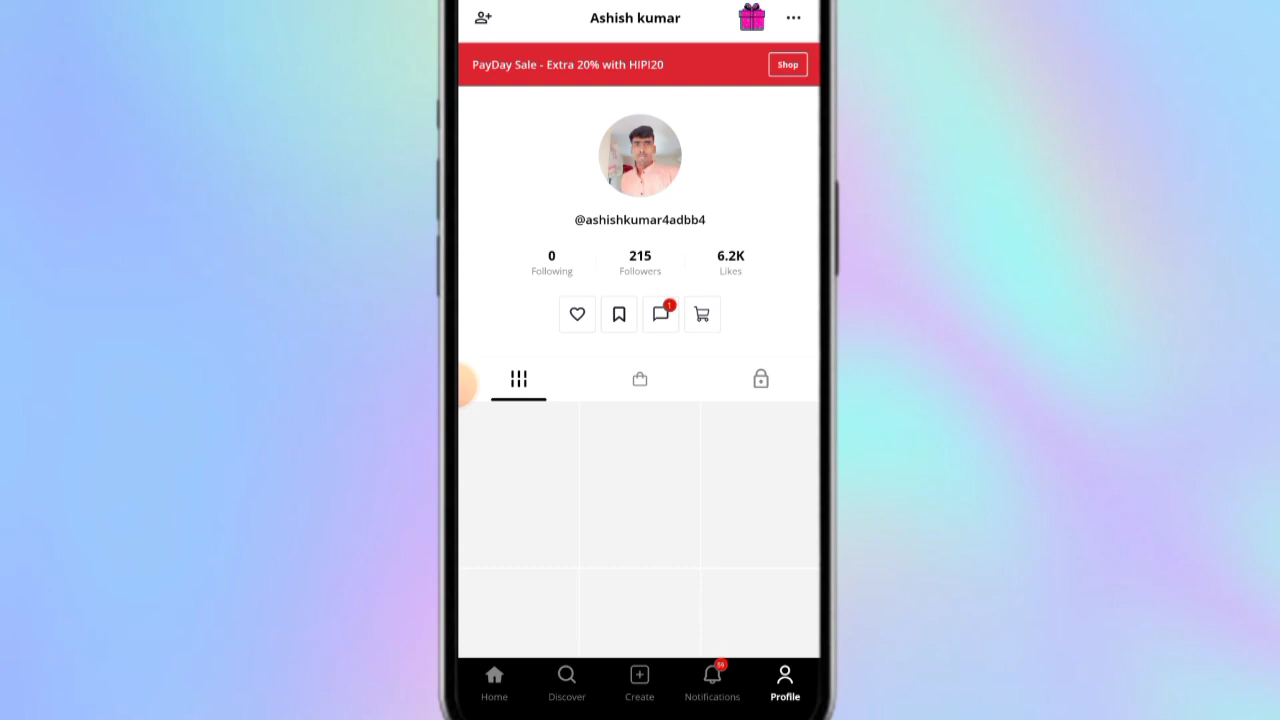 Ashish kumar
PayDay Sale - Extra 20% with HIPI20
Shop
@ashishkumar4adbb4
0 215 6.2K
Following Followers Likes
1
59
Home Discover Create Notifications Profile